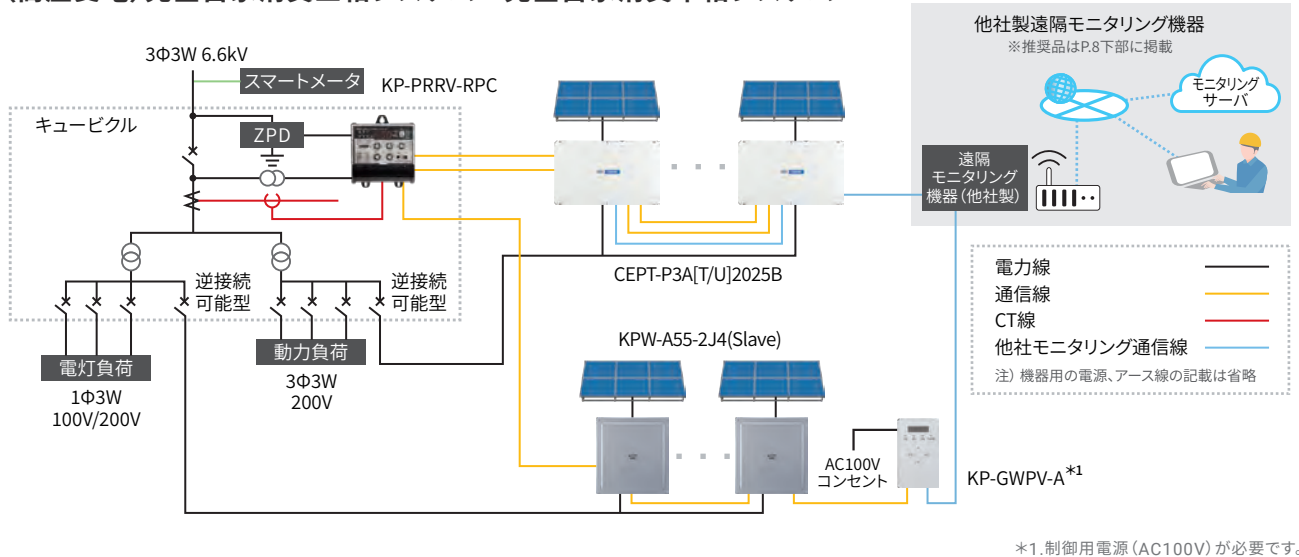 3Φ3W 6.6kV
スマートメータ
KP-PRRV-RPC
キュービクル
ZPD
逆接続
可能型
逆接続
可能型
電灯負荷
1Φ3W
100V/200V
動力負荷
3Φ3W
200V
CEPT-P3A[T/U]2025B
KPW-A55-2J4(Slave)
AC100V
コンセント
KP-GWPV-A*1
他社製遠隔モニタリング機器
※推奨品はP.8下部に掲載
モニタリング
サーバ
遠隔
モニタリング
機器(他社製)
電力線
通信線
CT線
他社モニタリング通信線
注) 機器用の電源、アース線の記載は省略
*1.制御用電源(AC100V)が必要です。